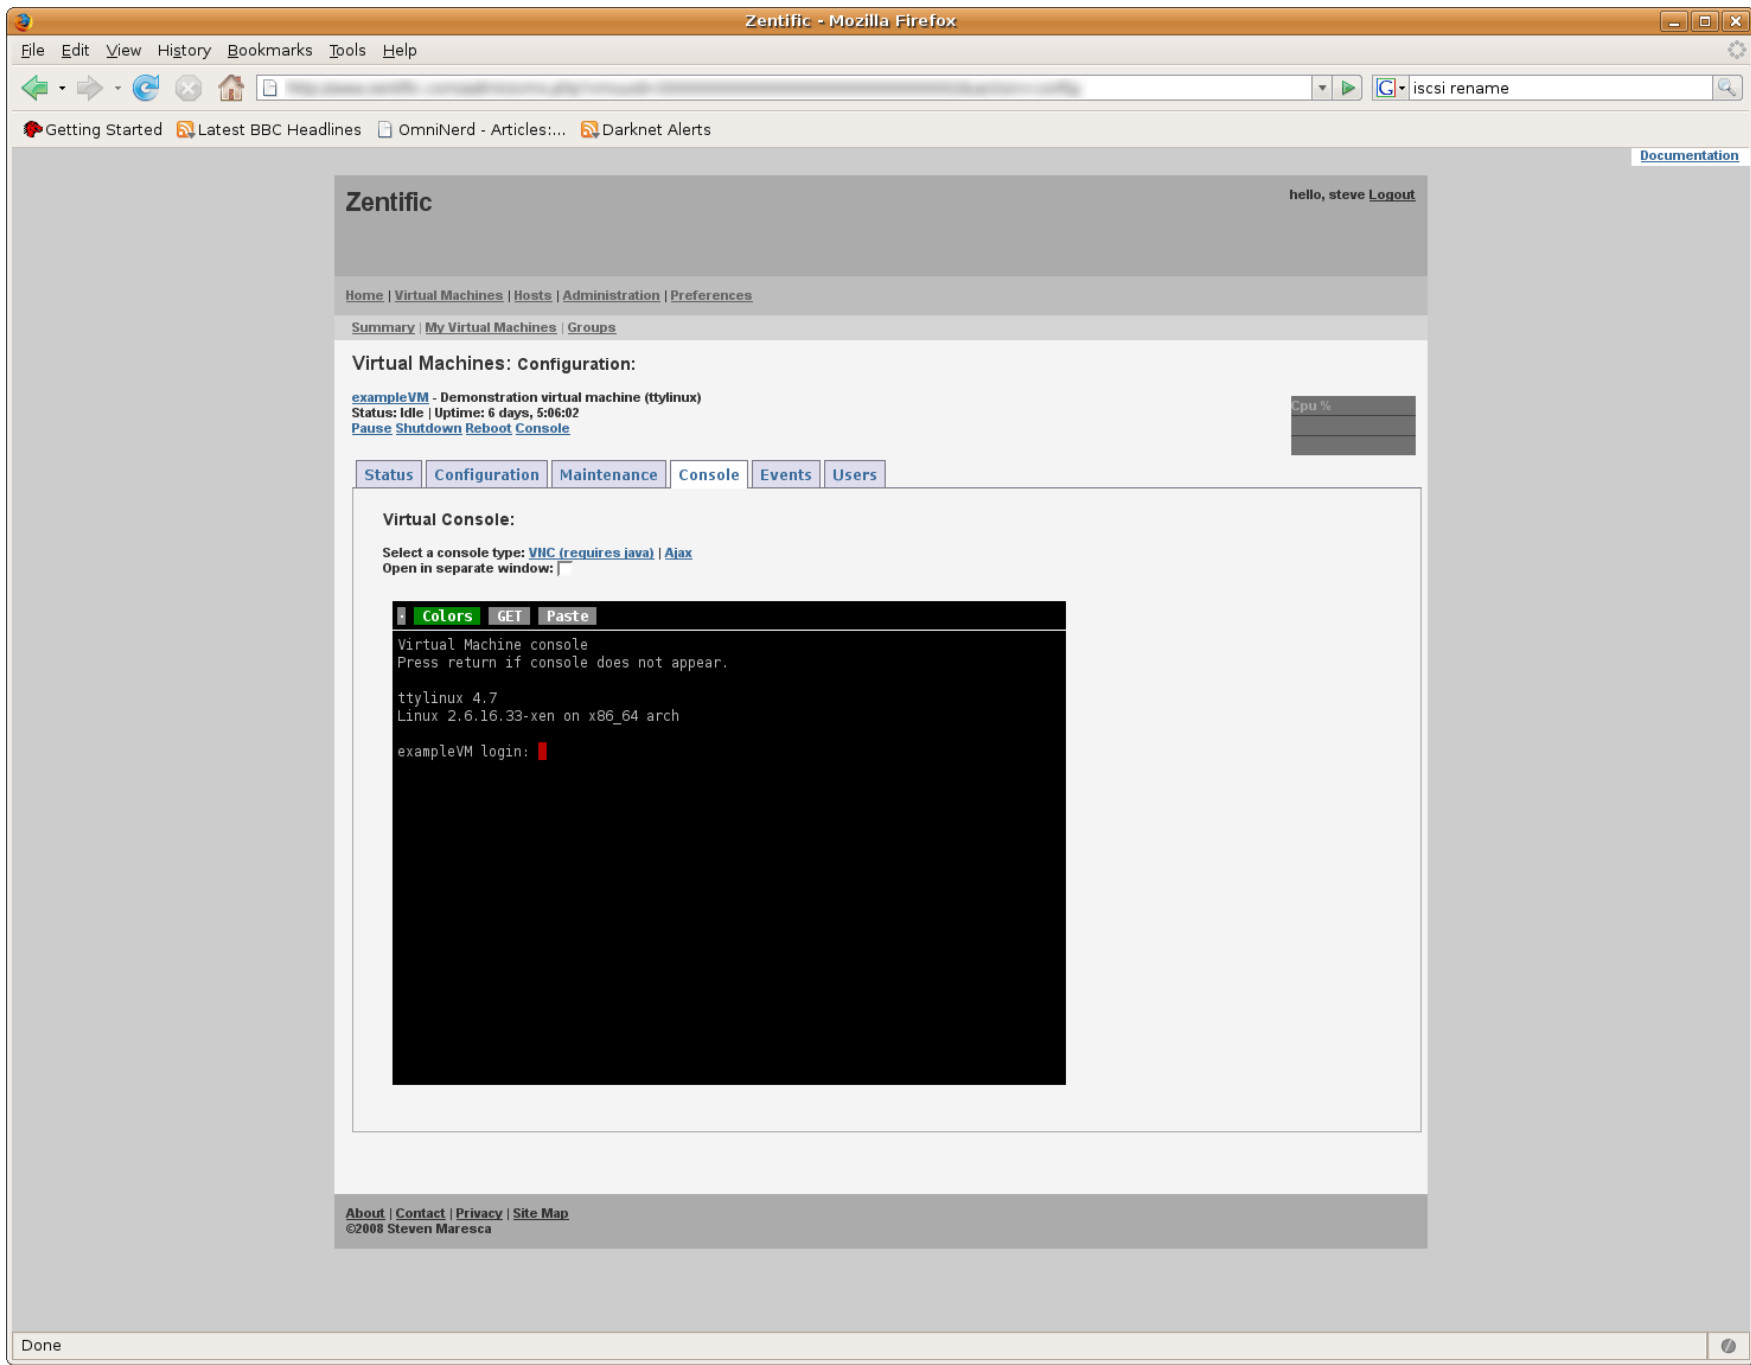 Zentific - Mozilla Firefox
File Edit View History Bookmarks Tools Help
iscsi rename
Getting Started Latest BBC Headlines OmniNerd - Articles:... Darknet Alerts
Documentation
Zentific
hello, steve Logout
Home | Virtual Machines | Hosts | Administration | Preferences
Summary | My Virtual Machines | Groups
Virtual Machines: Configuration:
exampleVM - Demonstration virtual machine (ttylinux)
Status: Idle | Uptime: 6 days, 5:06:02
Pause Shutdown Reboot Console
Cpu %
Status Configuration Maintenance Console Events Users
Virtual Console:
Select a console type: VNC (requires java) | Ajax
Open in separate window:
Colors GET Paste
Virtual Machine console
Press return if console does not appear.
ttylinux 4.7
Linux 2.6.16.33-xen on x86_64 arch
exampleVM login:
About | Contact | Privacy | Site Map
©2008 Steven Maresca
Done